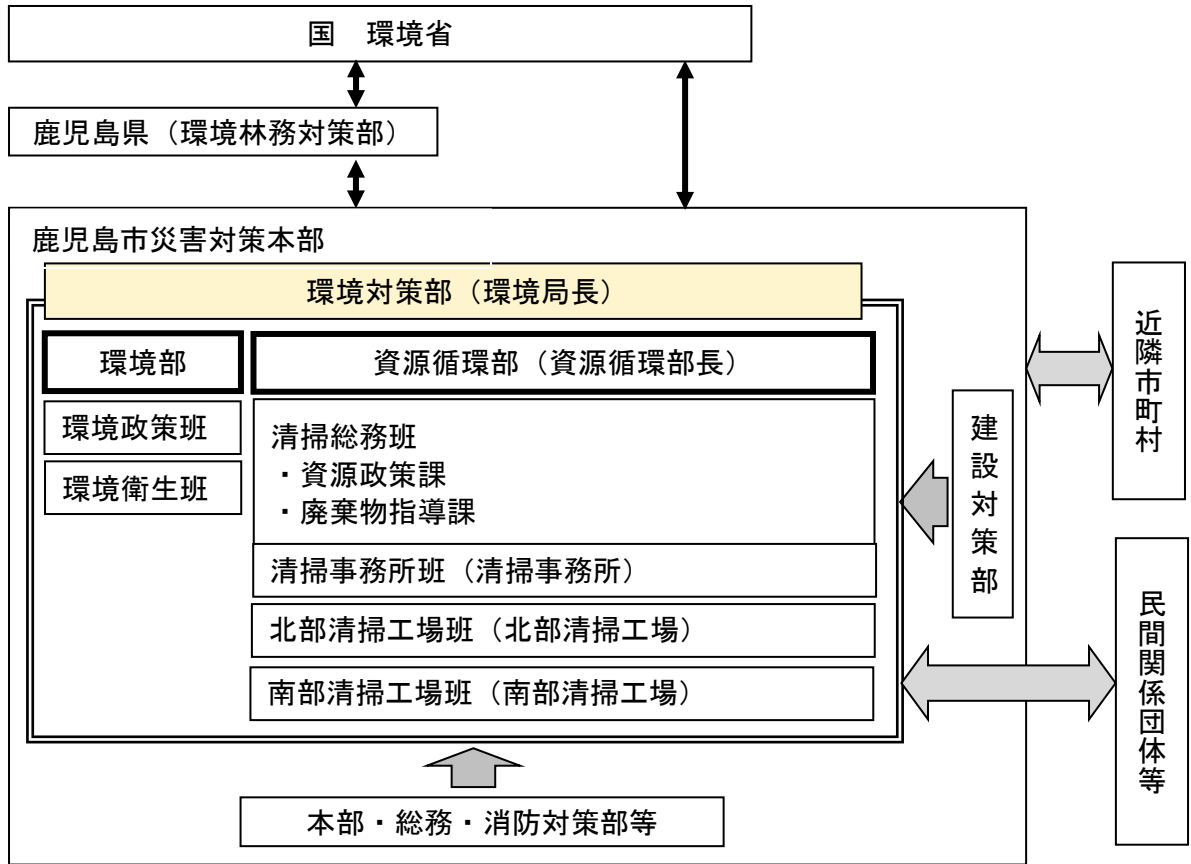 国　環境省
鹿児島県（環境林務対策部）
鹿児島市災害対策本部
環境対策部（環境局長）
環境部
資源循環部（資源循環部長）
環境政策班
環境衛生班
清掃総務班
・資源政策課
・廃棄物指導課
清掃事務所班（清掃事務所）
北部清掃工場班（北部清掃工場）
南部清掃工場班（南部清掃工場）
建設対策部
本部・総務・消防対策部等
近隣市町村
民間関係団体等